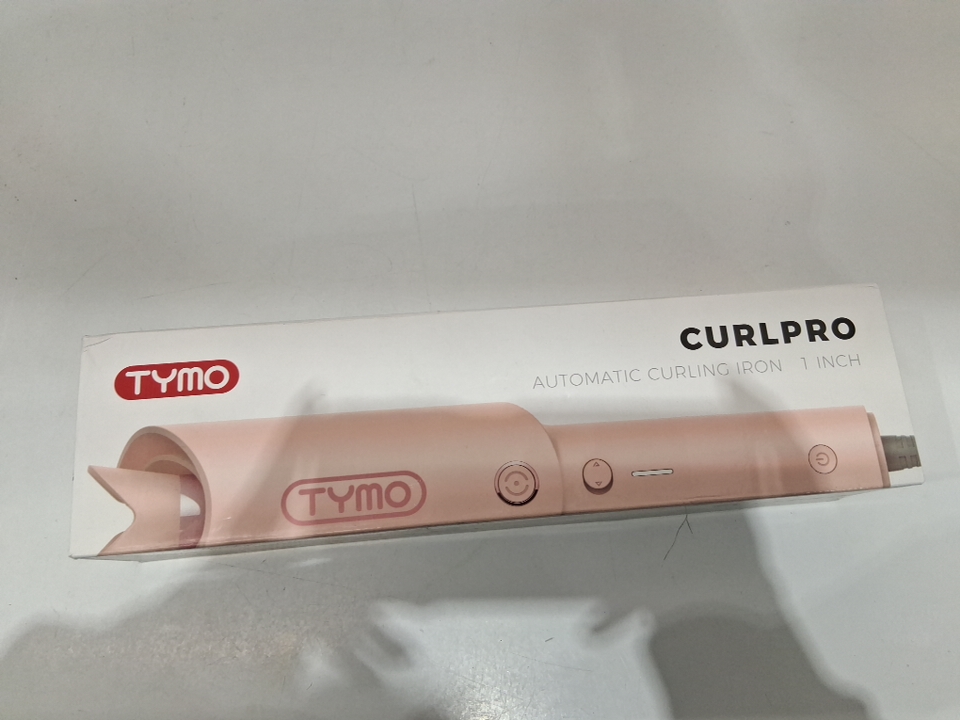 CURLPRO
TYMO
AUTOMATIC CURLING IRON 1 INCH
TYMO